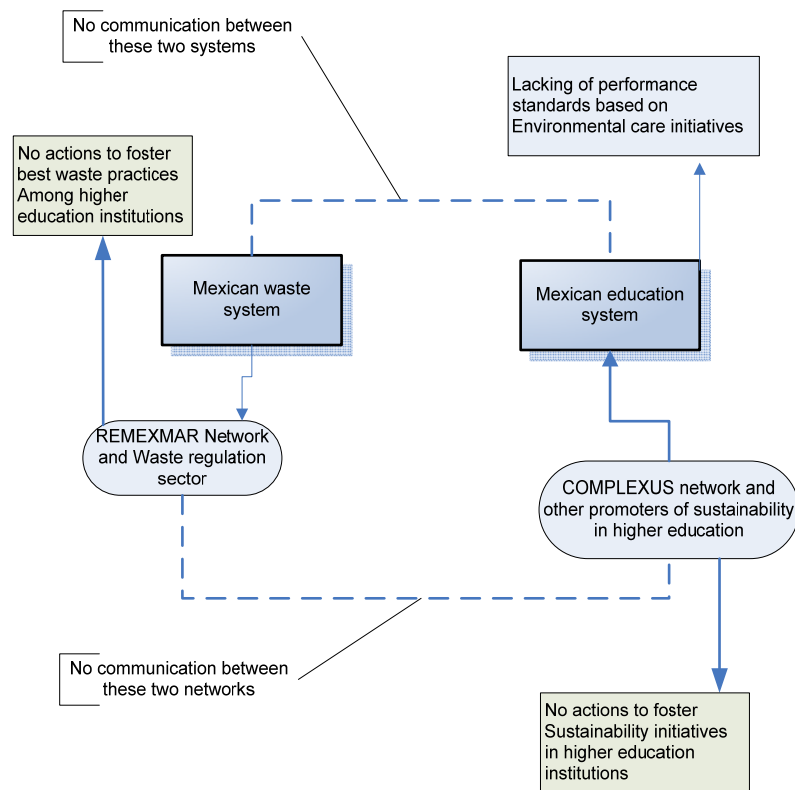 No communication between
these two systems
Lacking of performance
standards based on
Environmental care initiatives
No actions to foster
best waste practices
Among higher
education institutions
Mexican waste
system
Mexican education
system
REMEXMAR Network
and Waste regulation
sector
COMPLEXUS network and
other promoters of sustainability
in higher education
No communication between
these two networks
No actions to foster
Sustainability initiatives
in higher education
institutions